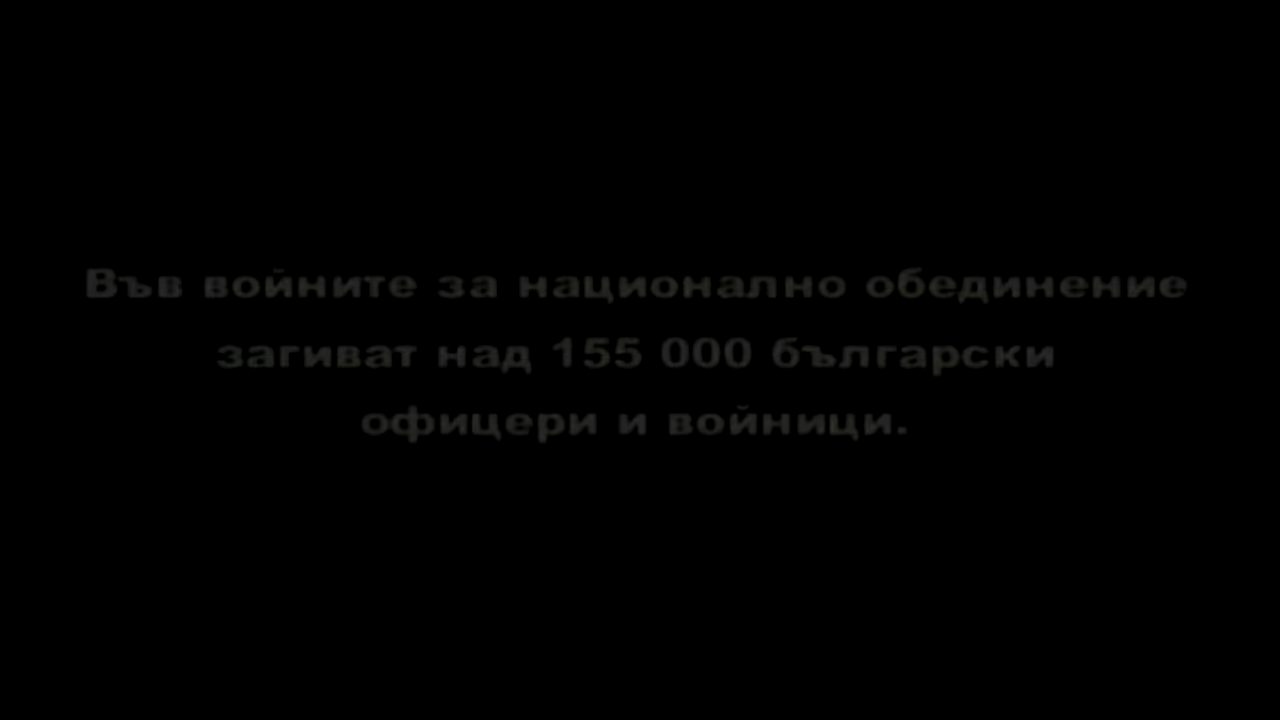 Във войните за национално обединение
загиват над 155 000 български
офицери и войници.